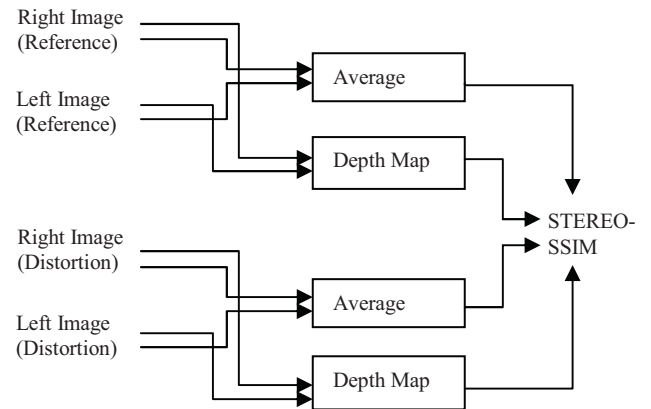 Right Image
(Reference)
Average
Left Image
(Reference)
Depth Map
STEREO-
SSIM
Right Image
(Distortion)
Average
Left Image
(Distortion)
Depth Map